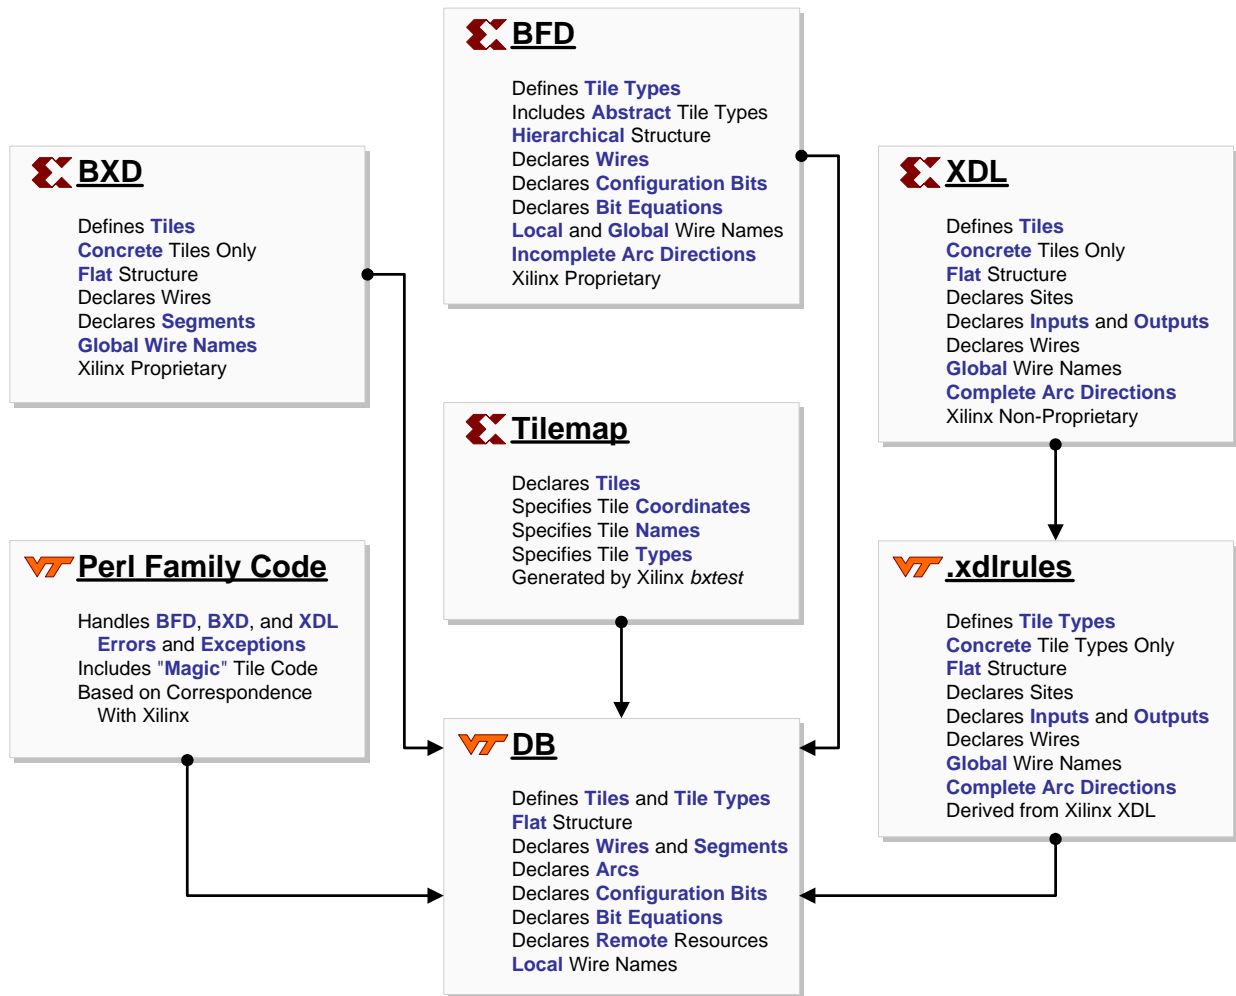 BFD
Defines Tile Types
Includes Abstract Tile Types
Hierarchical Structure
Declares Wires
Declares Configuration Bits
Declares Bit Equations
Local and Global Wire Names
Incomplete Arc Directions
Xilinx Proprietary
BXD
Defines Tiles
Concrete Tiles Only
Flat Structure
Declares Wires
Declares Segments
Global Wire Names
Xilinx Proprietary
XDL
Defines Tiles
Concrete Tiles Only
Flat Structure
Declares Sites
Declares Inputs and Outputs
Declares Wires
Global Wire Names
Complete Arc Directions
Xilinx Non-Proprietary
Tilemap
Declares Tiles
Specifies Tile Coordinates
Specifies Tile Names
Specifies Tile Types
Generated by Xilinx bxtest
VT Perl Family Code
Handles BFD, BXD, and XDL
Errors and Exceptions
Includes "Magic" Tile Code
Based on Correspondence
With Xilinx
VT .xdlrules
Defines Tile Types
Concrete Tile Types Only
Flat Structure
Declares Sites
Declares Inputs and Outputs
Declares Wires
Global Wire Names
Complete Arc Directions
Derived from Xilinx XDL
VT DB
Defines Tiles and Tile Types
Flat Structure
Declares Wires and Segments
Declares Arcs
Declares Configuration Bits
Declares Bit Equations
Declares Remote Resources
Local Wire Names